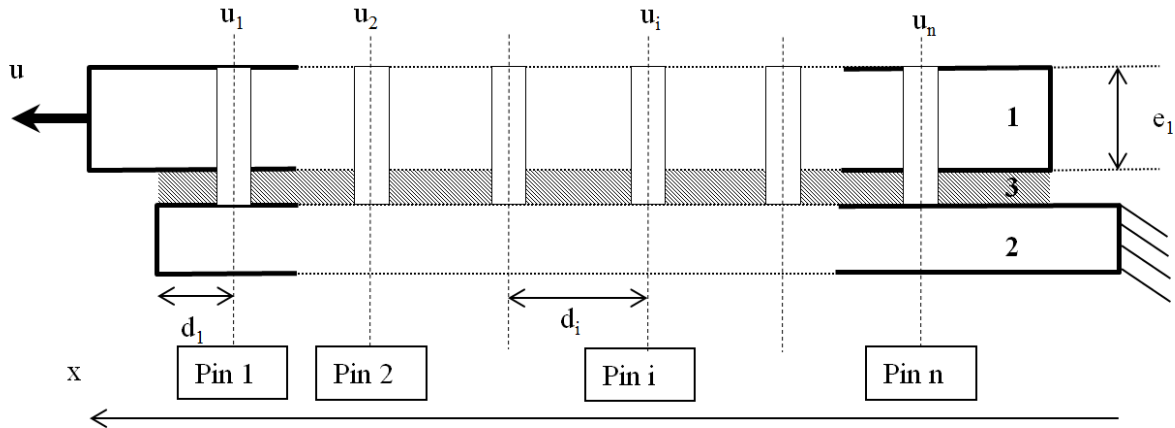 u₁ u₂ uᵢ uₙ
u
1
e₁
3
2
d₁ dᵢ
x Pin 1 Pin 2 Pin i Pin n